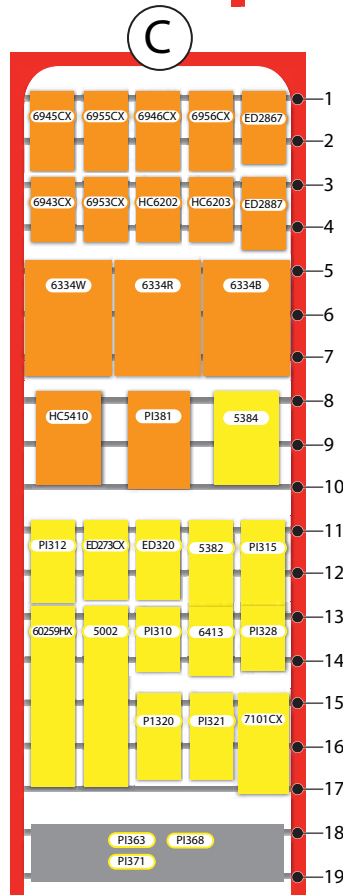 C
1
6945CX 6955CX 6946CX 6956CX ED2867
2
3
6943CX 6953CX HC6202 HC6203 ED2887
4
5
6334W 6334R 6334B
6
7
8
HC5410 PI381 5384
9
10
11
PI312 ED273CX ED320 5382 PI315
12
13
60259HX 5002 PI310 6413 PI328
14
15
P1320 PI321 7101CX
16
17
18
PI363 PI368
PI371
19